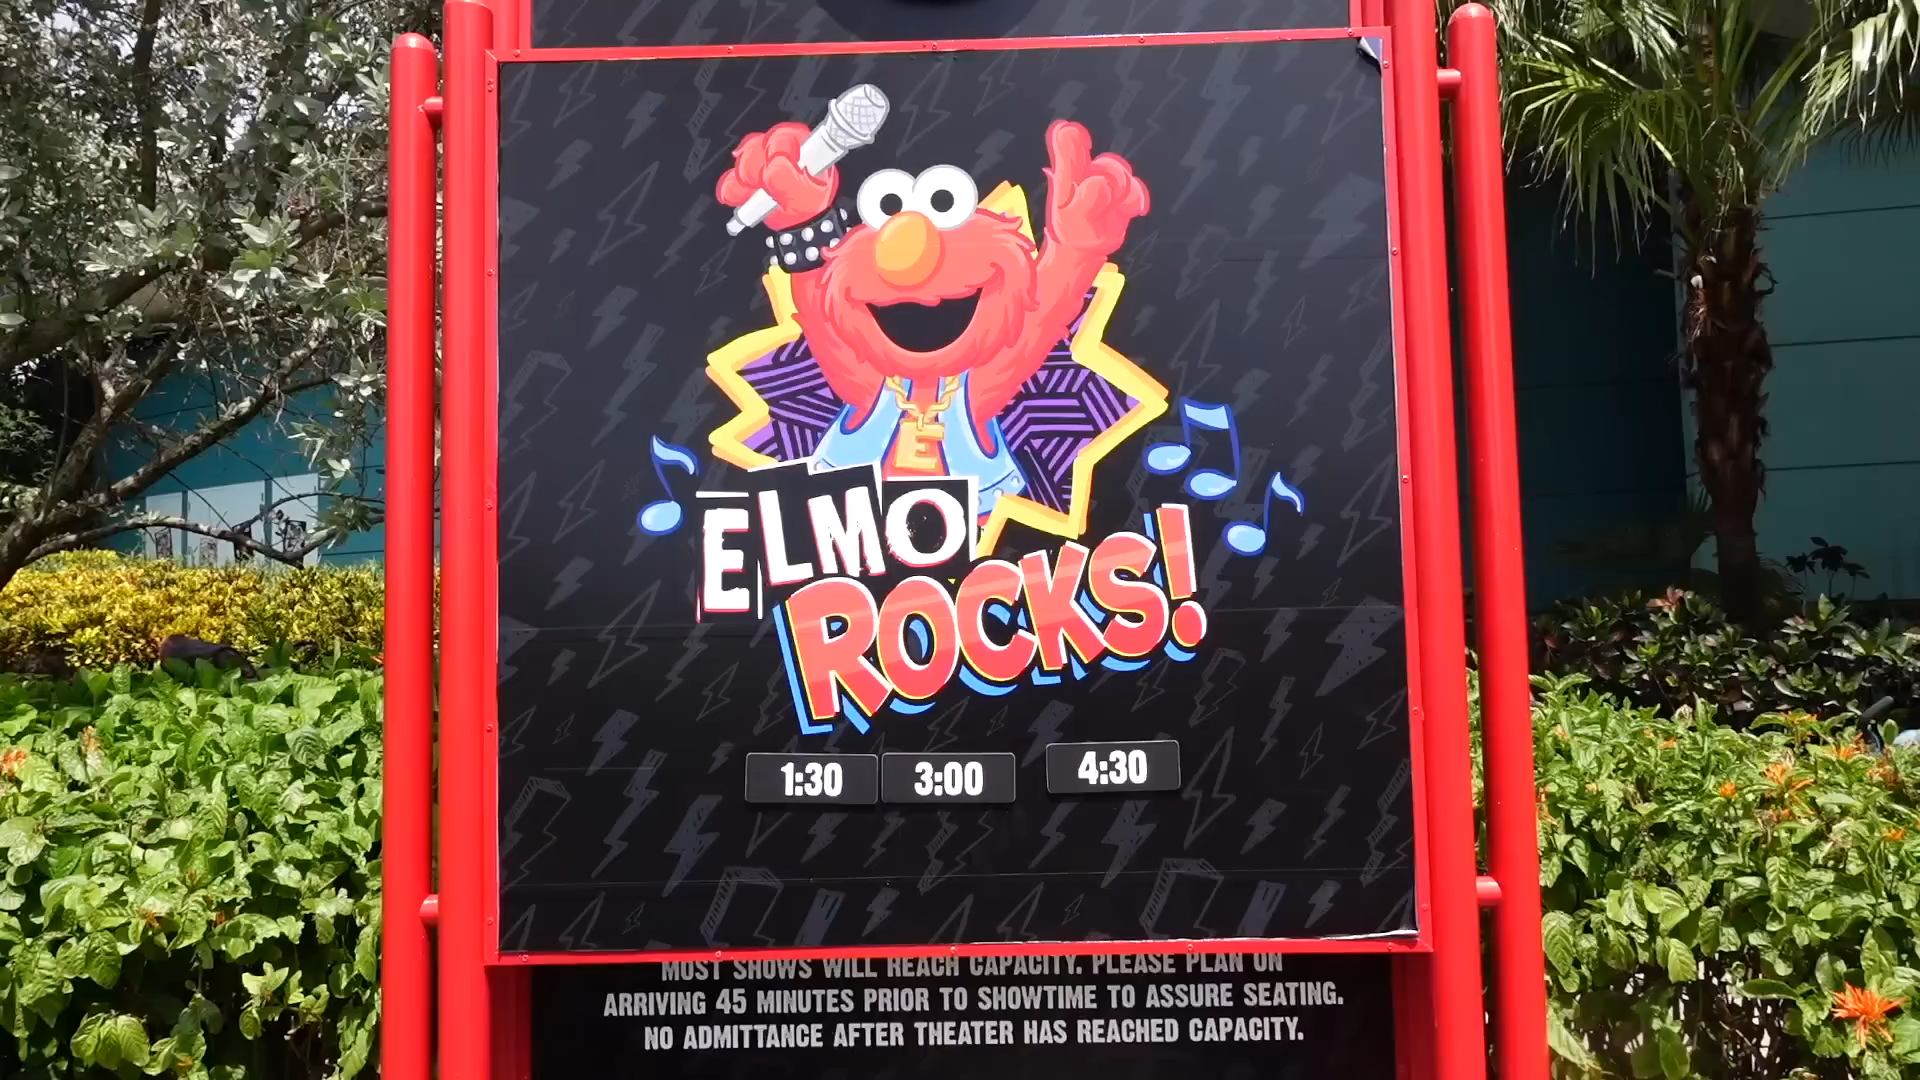 E
ELMO
ROCKS!
1:30 3:00 4:30
MOST SHOWS WILL REACH CAPACITY. PLEASE PLAN ON
ARRIVING 45 MINUTES PRIOR TO SHOWTIME TO ASSURE SEATING.
NO ADMITTANCE AFTER THEATER HAS REACHED CAPACITY.